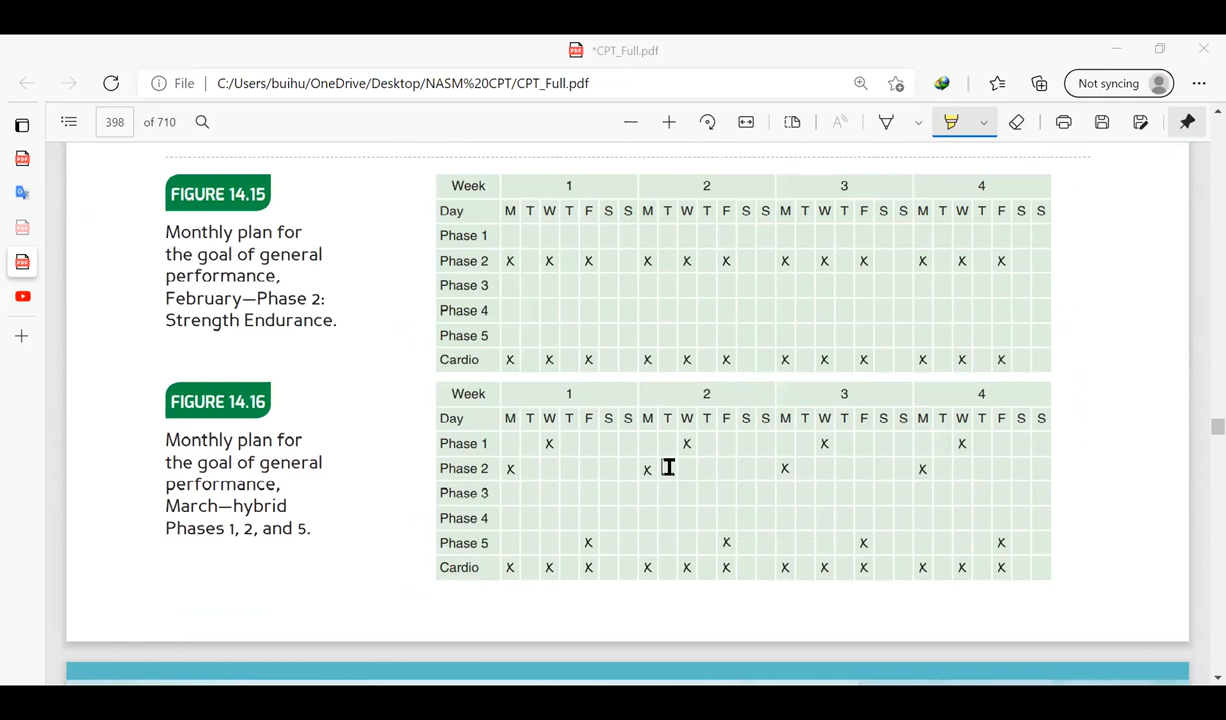 *CPT_Full.pdf
File C:/Users/buihu/OneDrive/Desktop/NASM%20CPT/CPT_Full.pdf Not syncing
398 of 710
FIGURE 14.15
Monthly plan for
the goal of general
performance,
February—Phase 2:
Strength Endurance.
Week 1 2 3 4
Day M T W T F S S M T W T F S S M T W T F S S M T W T F S S
Phase 1
Phase 2 X X X X X X X X X X X X
Phase 3
Phase 4
Phase 5
Cardio X X X X X X X X X X X X
FIGURE 14.16
Monthly plan for
the goal of general
performance,
March—hybrid
Phases 1, 2, and 5.
Week 1 2 3 4
Day M T W T F S S M T W T F S S M T W T F S S M T W T F S S
Phase 1 X X X X
Phase 2 X X X X
Phase 3
Phase 4
Phase 5 X X X X
Cardio X X X X X X X X X X X X